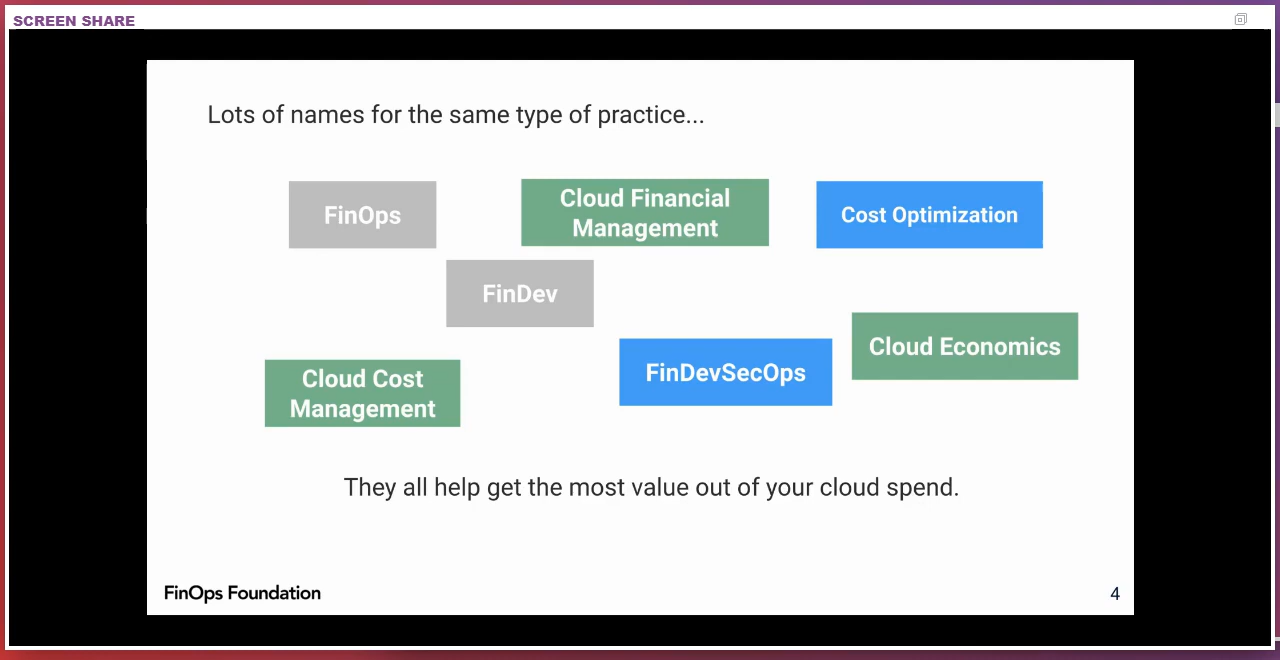 SCREEN SHARE
Lots of names for the same type of practice...
FinOps
Cloud Financial
Management
Cost Optimization
FinDev
Cloud Economics
FinDevSecOps
Cloud Cost
Management
They all help get the most value out of your cloud spend.
FinOps Foundation
4